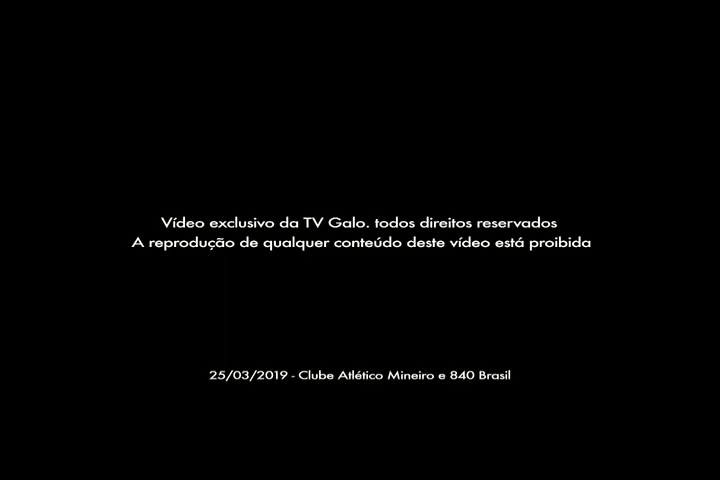 Vídeo exclusivo da TV Galo. todos direitos reservados
A reprodução de qualquer conteúdo deste vídeo está proibida
25/03/2019 - Clube Atlético Mineiro e 840 Brasil